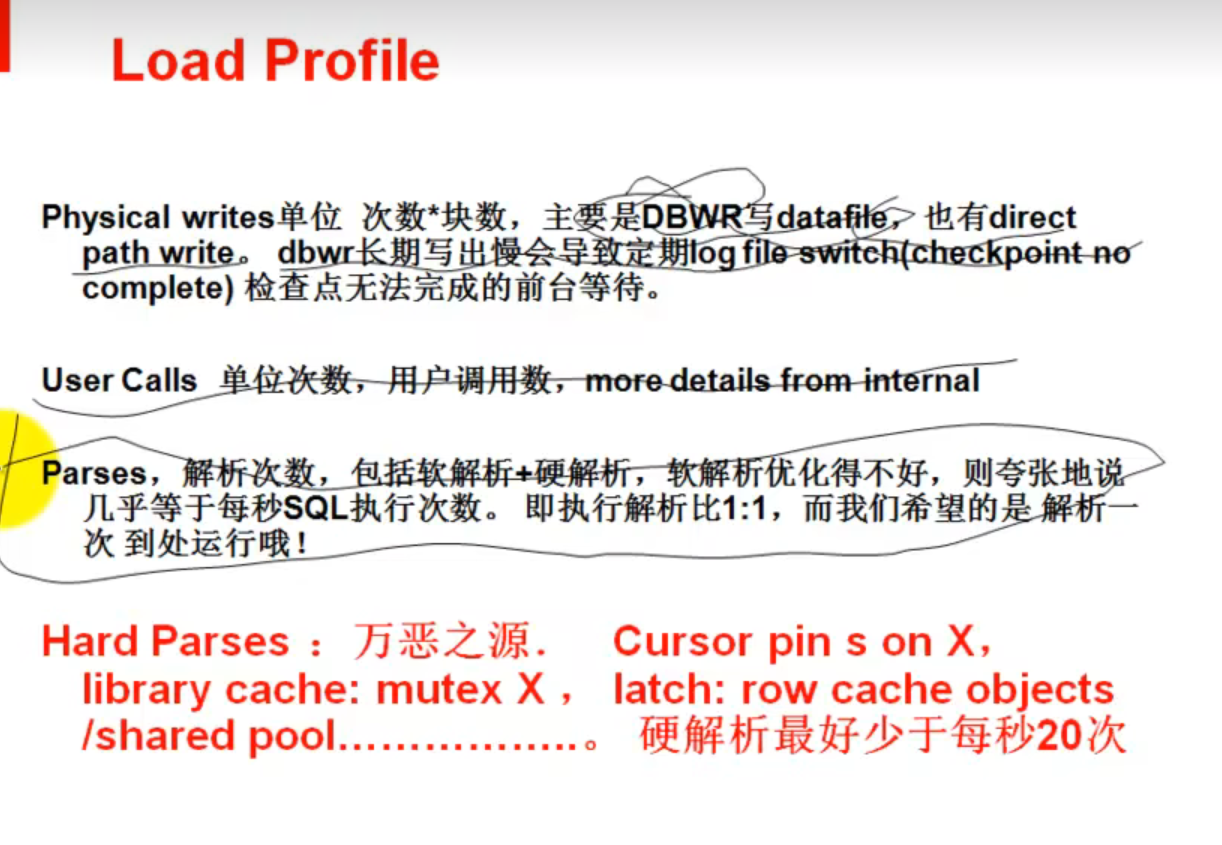 Load Profile
Physical writes单位 次数*块数，主要是DBWR写datafile，也有direct
path write。 dbwr长期写出慢会导致定期log file switch(checkpoint no
complete) 检查点无法完成的前台等待。
User Calls 单位次数，用户调用数，more details from internal
Parses，解析次数，包括软解析+硬解析，软解析优化得不好，则夸张地说
几乎等于每秒SQL执行次数。 即执行解析比1:1，而我们希望的是 解析一
次 到处运行哦！
Hard Parses ：万恶之源. Cursor pin s on X，
library cache: mutex X ， latch: row cache objects
/shared pool……………..。 硬解析最好少于每秒20次